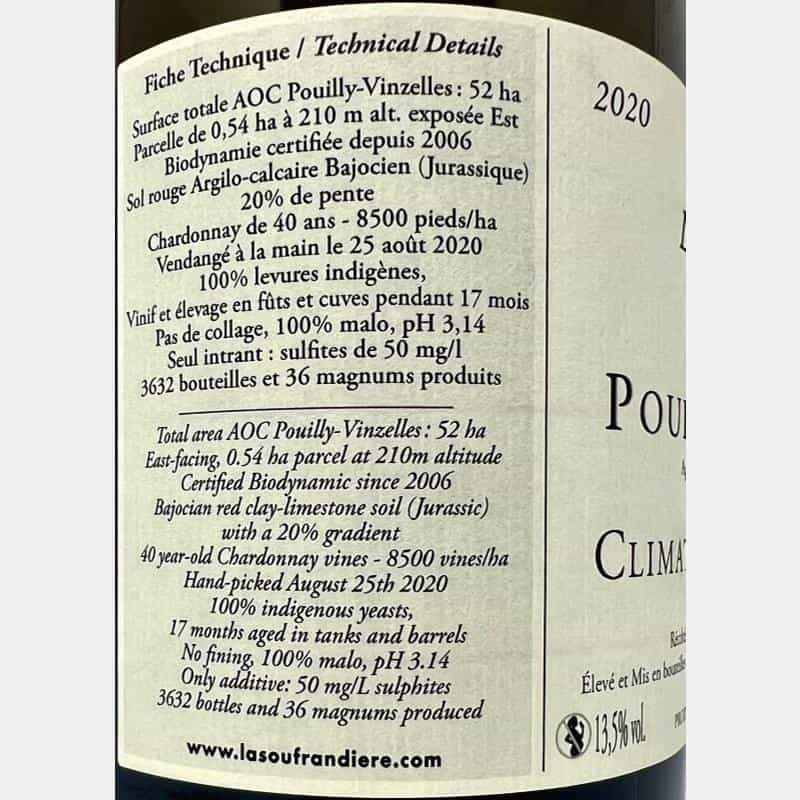 Fiche Technique / Technical Details
Surface totale AOC Pouilly-Vinzelles : 52 ha
Parcelle de 0,54 ha à 210 m alt. exposée Est
Biodynamie certifiée depuis 2006
Sol rouge Argilo-calcaire Bajocien (Jurassique)
20% de pente
Chardonnay de 40 ans - 8500 pieds/ha
Vendangé à la main le 25 août 2020
100% levures indigènes,
Vinif et élevage en fûts et cuves pendant 17 mois
Pas de collage, 100% malo, pH 3,14
Seul intrant : sulfites de 50 mg/l
3632 bouteilles et 36 magnums produits
Total area AOC Pouilly-Vinzelles : 52 ha
East-facing, 0.54 ha parcel at 210m altitude
Certified Biodynamic since 2006
Bajocian red clay-limestone soil (Jurassic)
with a 20% gradient
40 year-old Chardonnay vines - 8500 vines/ha
Hand-picked August 25th 2020
100% indigenous yeasts,
17 months aged in tanks and barrels
No fining, 100% malo, pH 3.14
Only additive: 50 mg/L sulphites
3632 bottles and 36 magnums produced
www.lasoufrandiere.com
2020
POUI
CLIMAT
Récolté
Élevé et Mis en bouteille
13,5% vol.